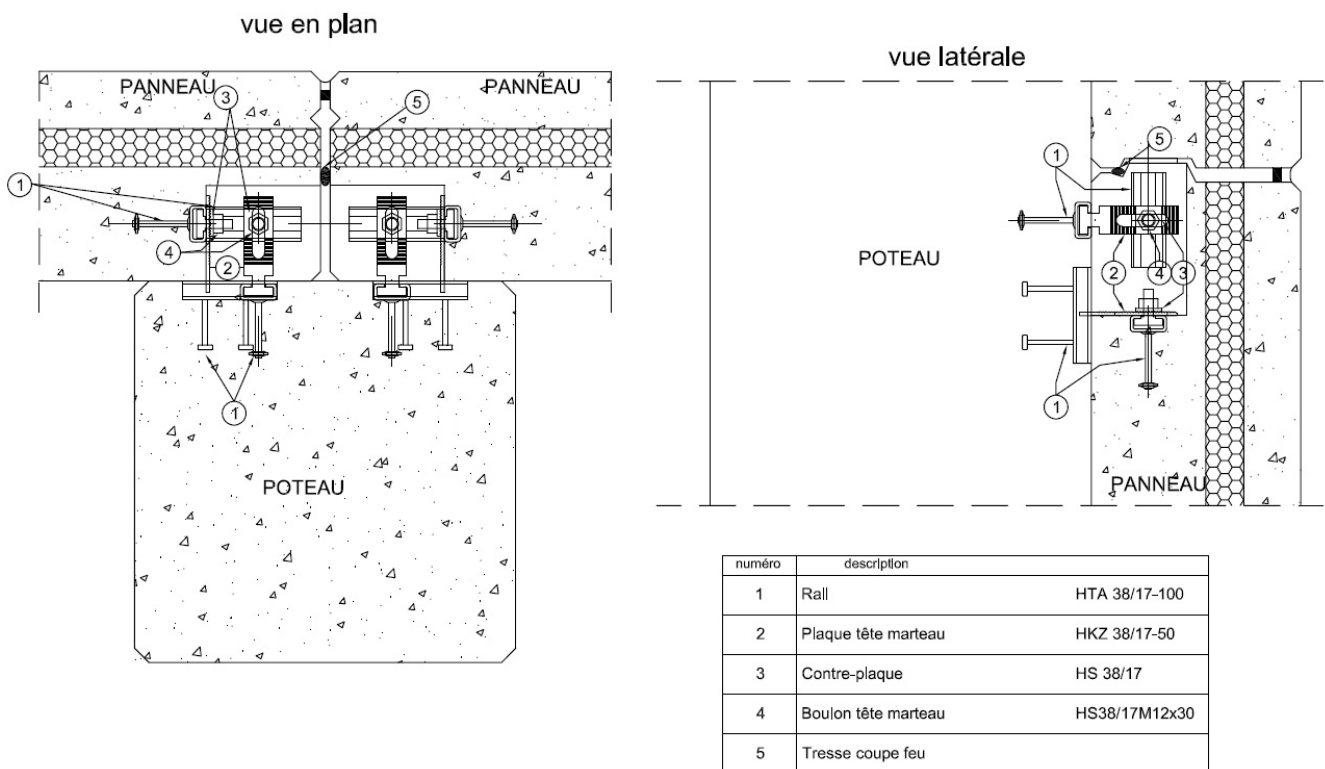 vue en plan
PANNEAU
PANNEAU
3
5
1
4
2
1
POTEAU
vue latérale
5
1
POTEAU
2
4
3
1
PANNEAU
numéro description
1 Rail HTA 38/17-100
2 Plaque tête marteau HKZ 38/17-50
3 Contre-plaque HS 38/17
4 Boulon tête marteau HS38/17M12x30
5 Tresse coupe feu